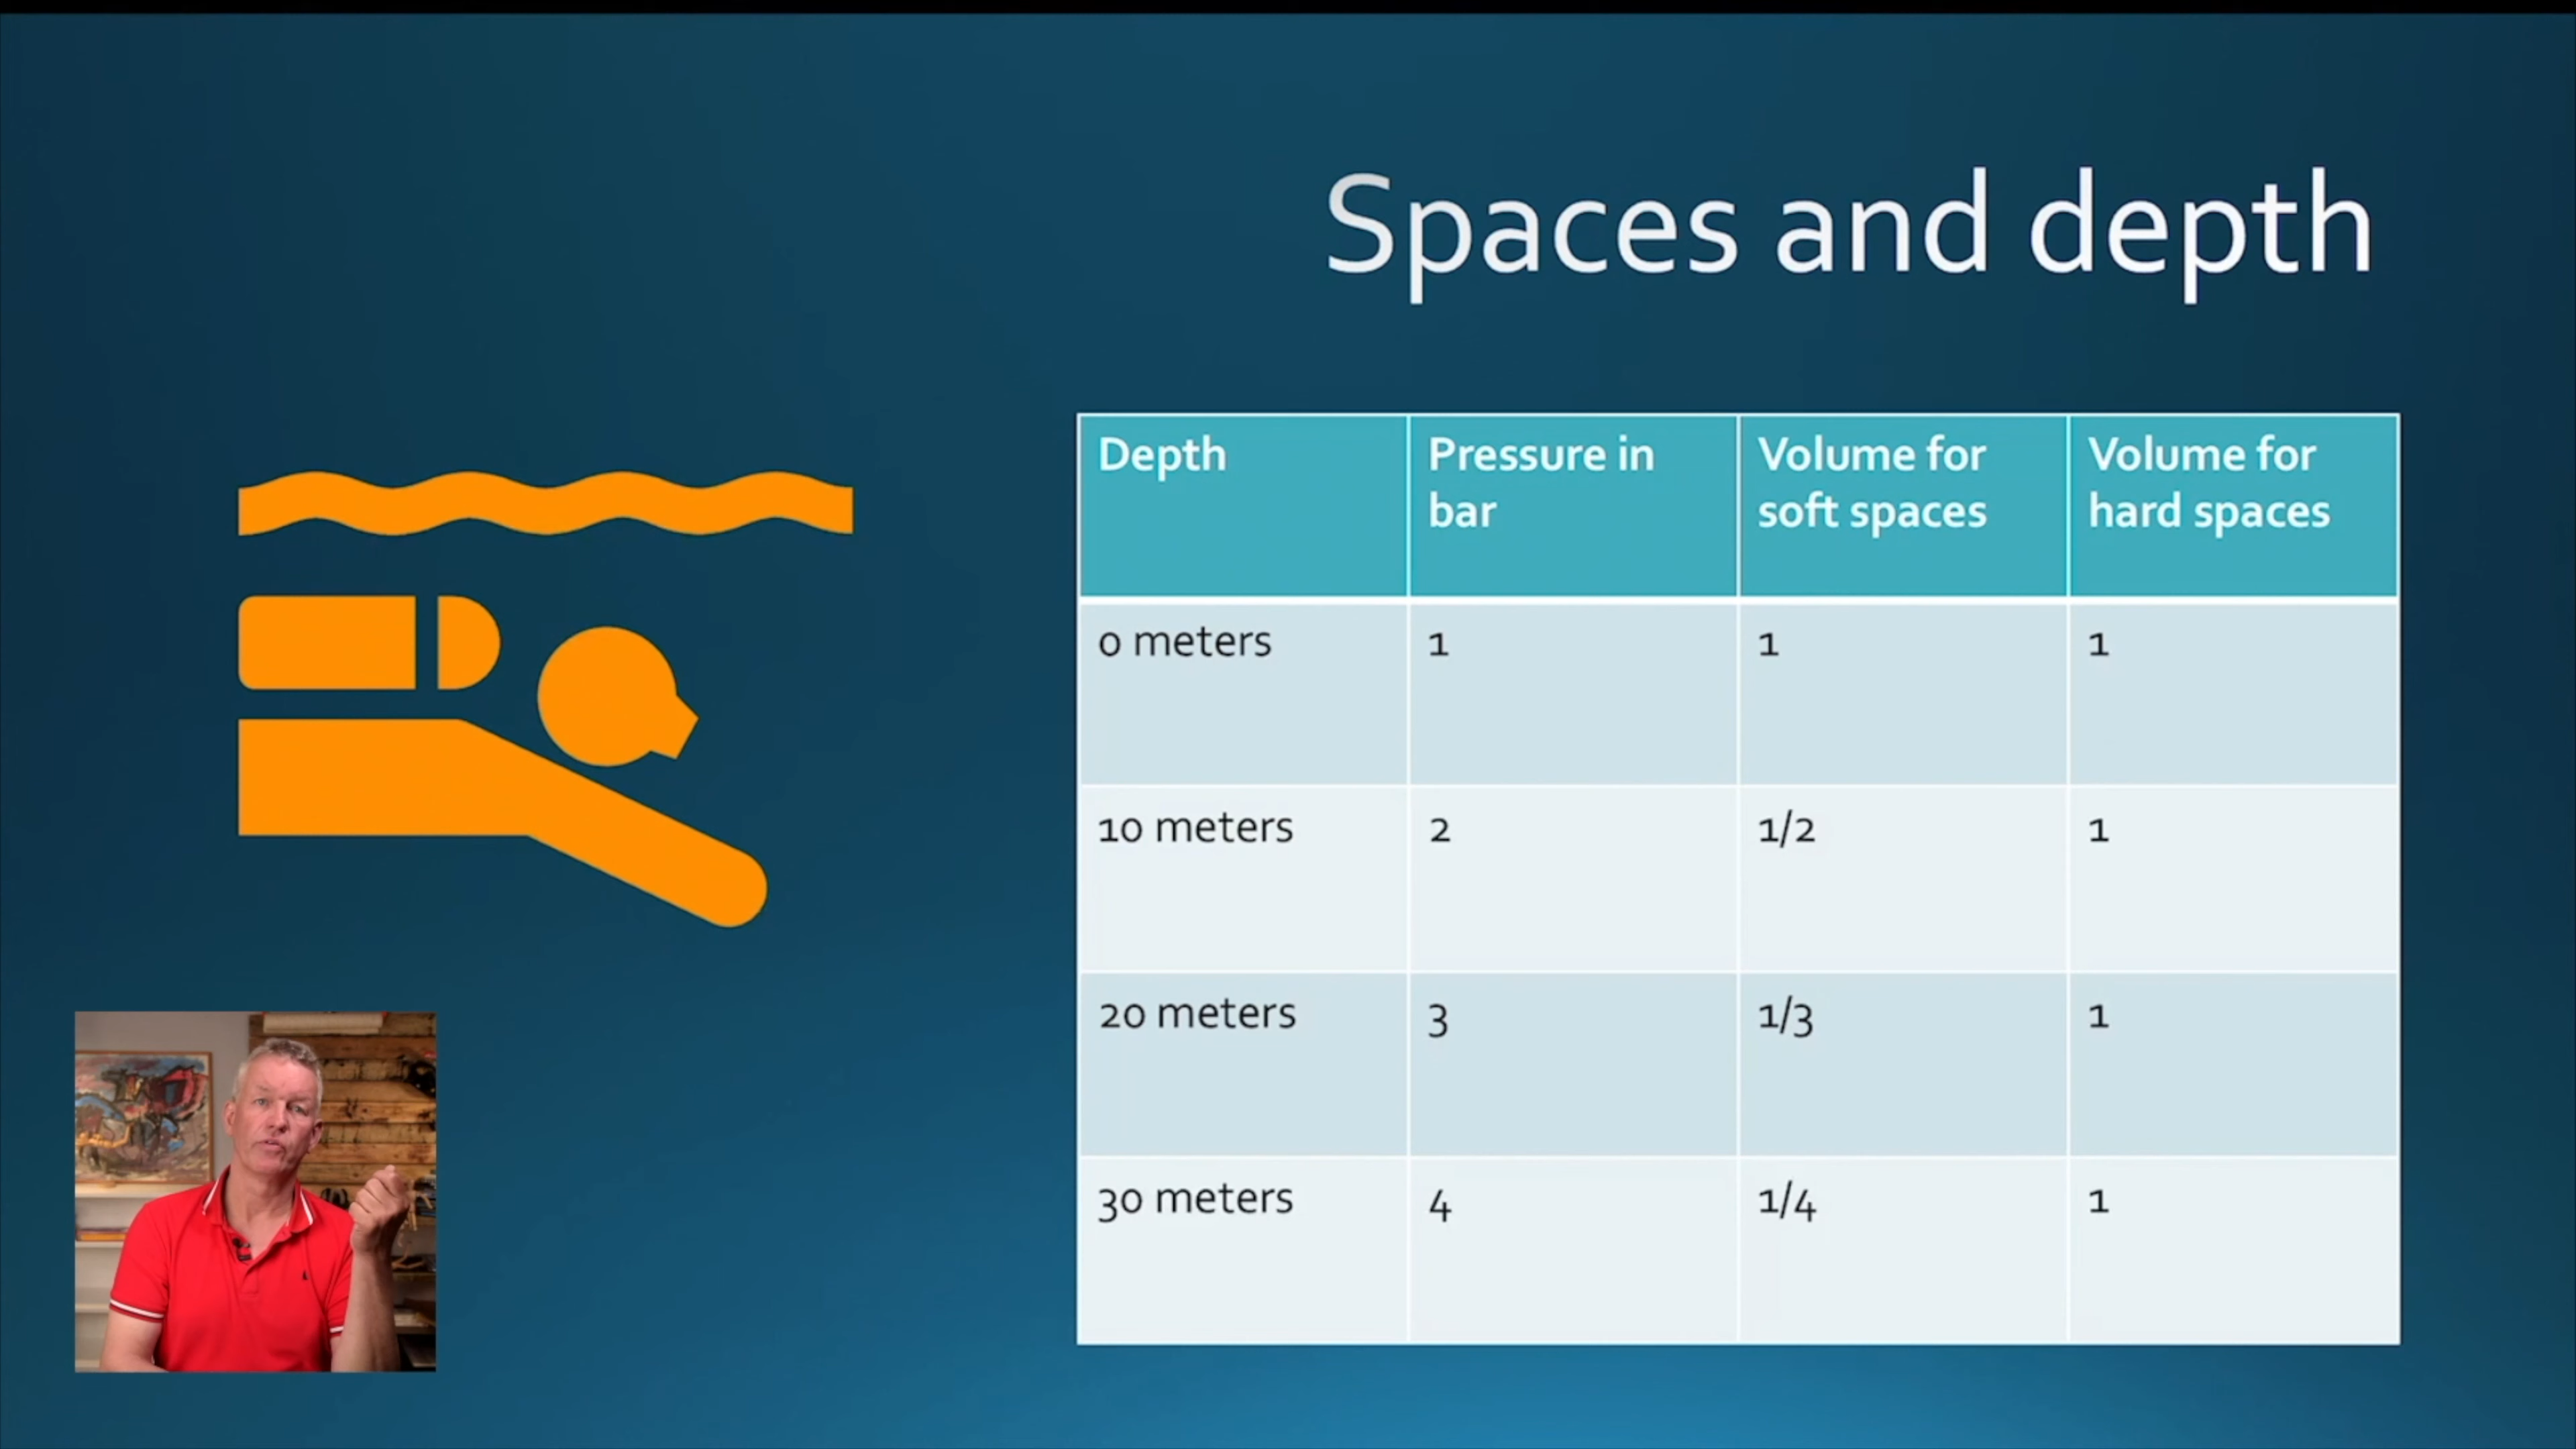 Spaces and depth
Depth
Pressure in
bar
Volume for
soft spaces
Volume for
hard spaces
0 meters
1
1
1
10 meters
2
1/2
1
20 meters
3
1/3
1
30 meters
4
1/4
1